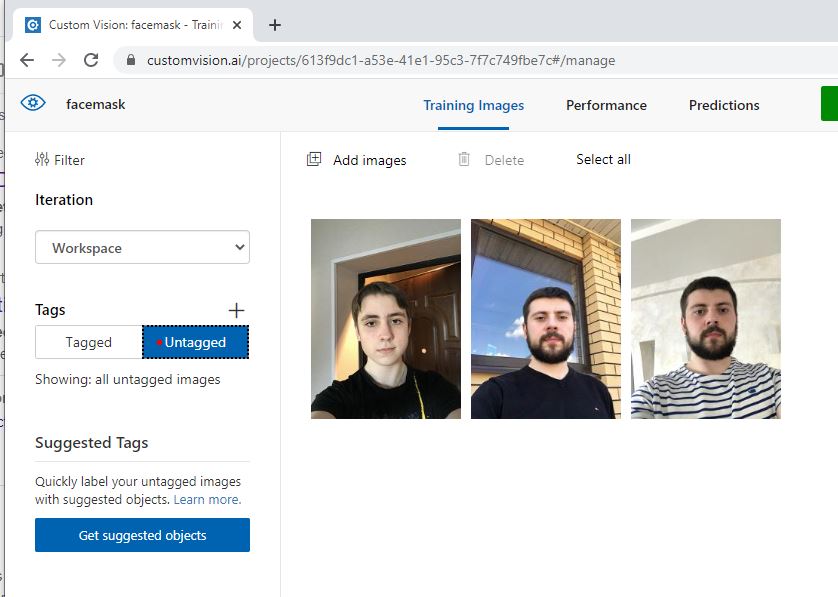 Custom Vision: facemask - Traini
customvision.ai/projects/613f9dc1-a53e-41e1-95c3-7f7c749fbe7c#/manage
facemask
Training Images
Performance
Predictions
Filter
Add images
Delete
Select all
Iteration
Workspace
Tags
Tagged
Untagged
Showing: all untagged images
Suggested Tags
Quickly label your untagged images
with suggested objects. Learn more.
Get suggested objects